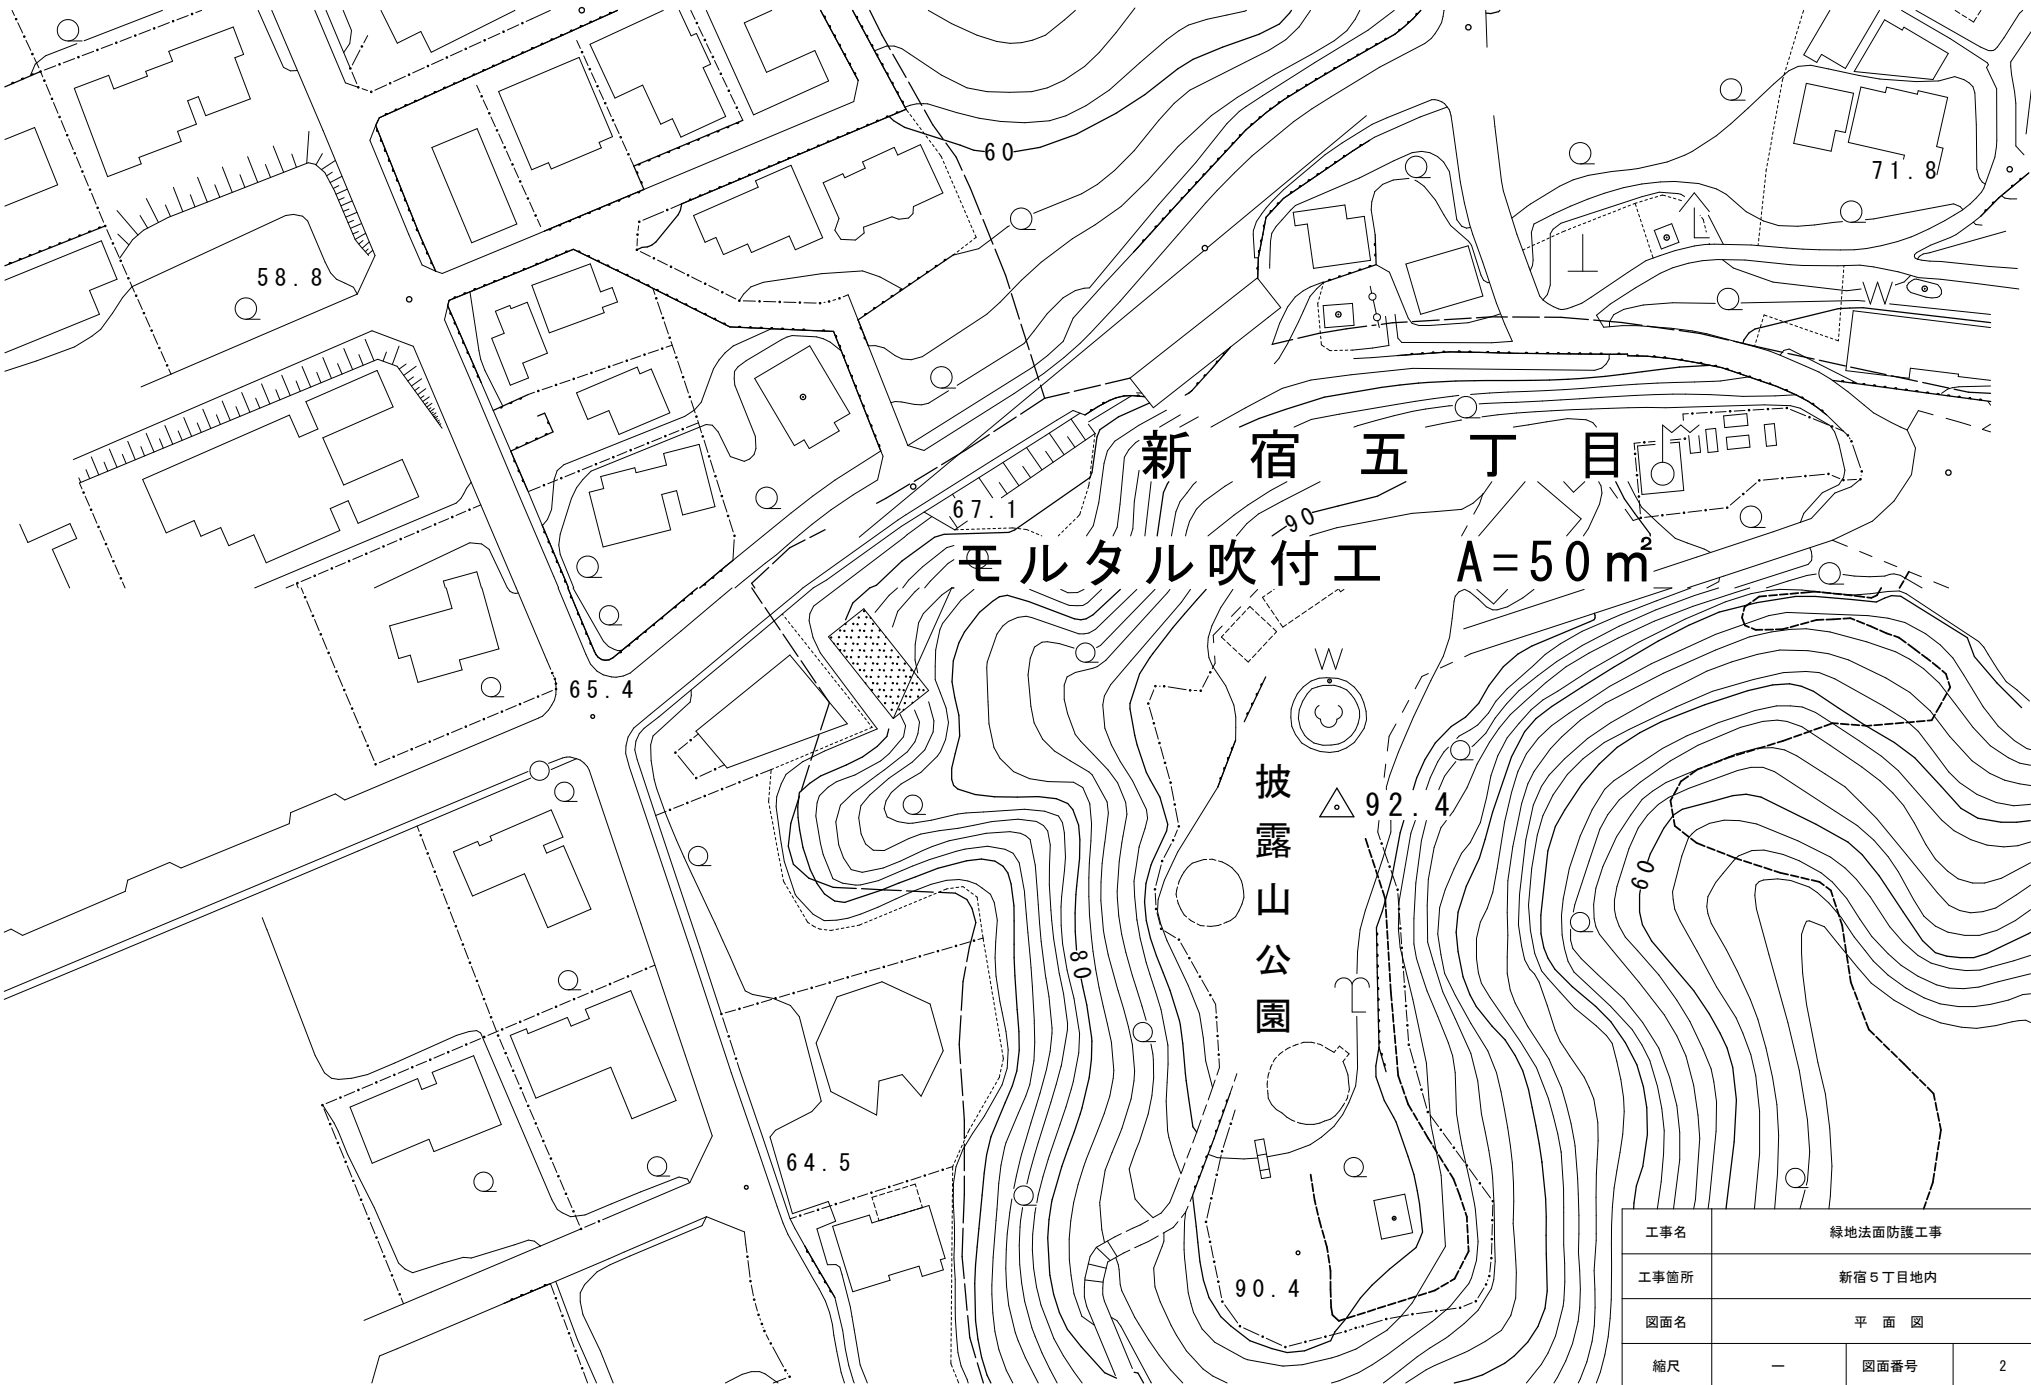 60
71.8
58.8
新宿五丁目
67.1
90
モルタル吹付工 A=50㎡
65.4
披露山公園
92.4
60
80
64.5
90.4
工事名 緑地法面防護工事
工事箇所 新宿5丁目地内
図面名 平面図
縮尺 ― 図面番号 2